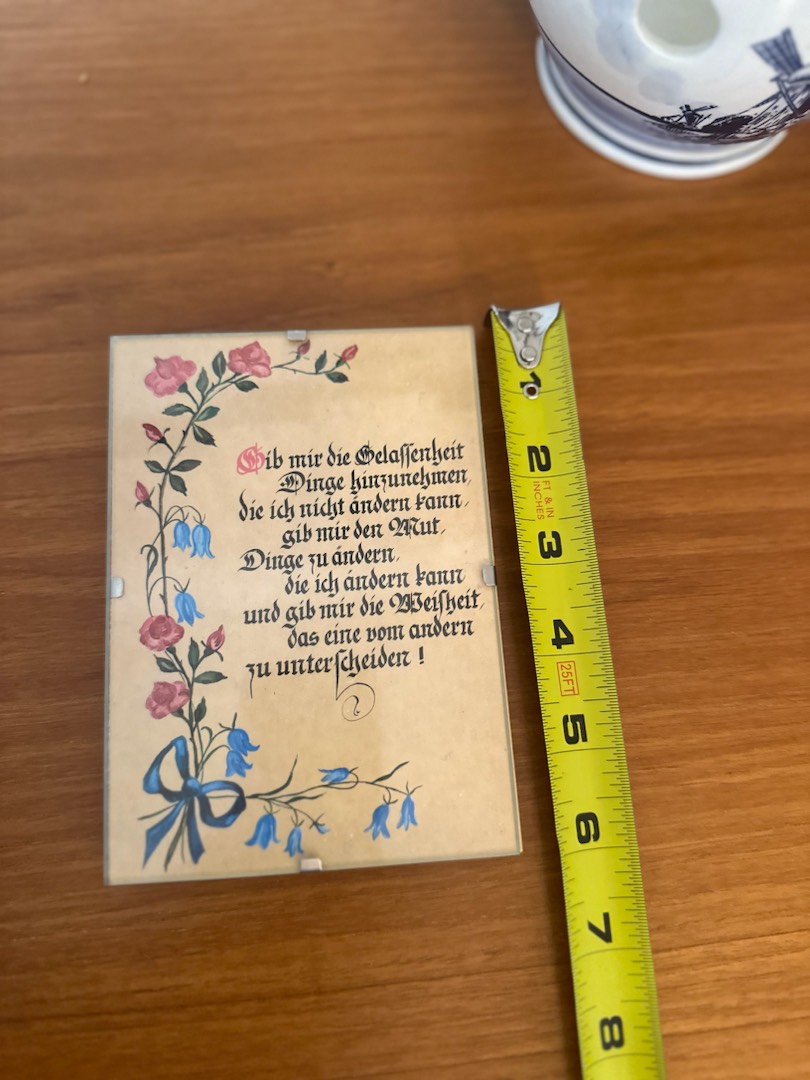 Gib mir die Gelaſſenheit
Dinge hinzunehmen,
die ich nicht ändern kann,
gib mir den Mut,
Dinge zu ändern,
die ich ändern kann
und gib mir die Weiſheit,
das eine vom andern
zu unterſcheiden !
1
2
FT & IN
INCHES
3
4
25FT
5
6
7
8